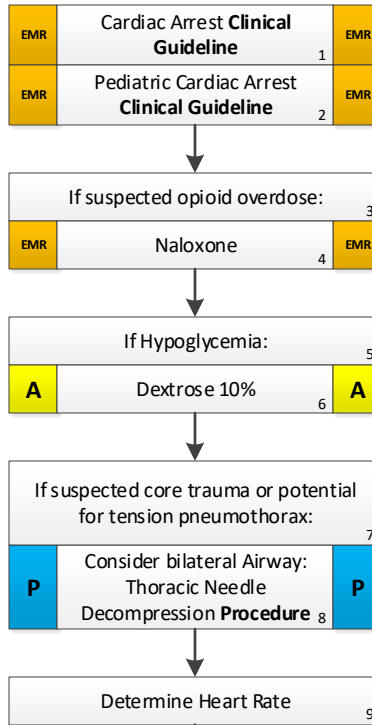 EMR Cardiac Arrest Clinical EMR
Guideline 1
EMR Pediatric Cardiac Arrest EMR
Clinical Guideline 2
If suspected opioid overdose: 3
EMR Naloxone 4 EMR
If Hypoglycemia: 5
A Dextrose 10% 6 A
If suspected core trauma or potential
for tension pneumothorax: 7
P Consider bilateral Airway: P
Thoracic Needle
Decompression Procedure 8
Determine Heart Rate 9